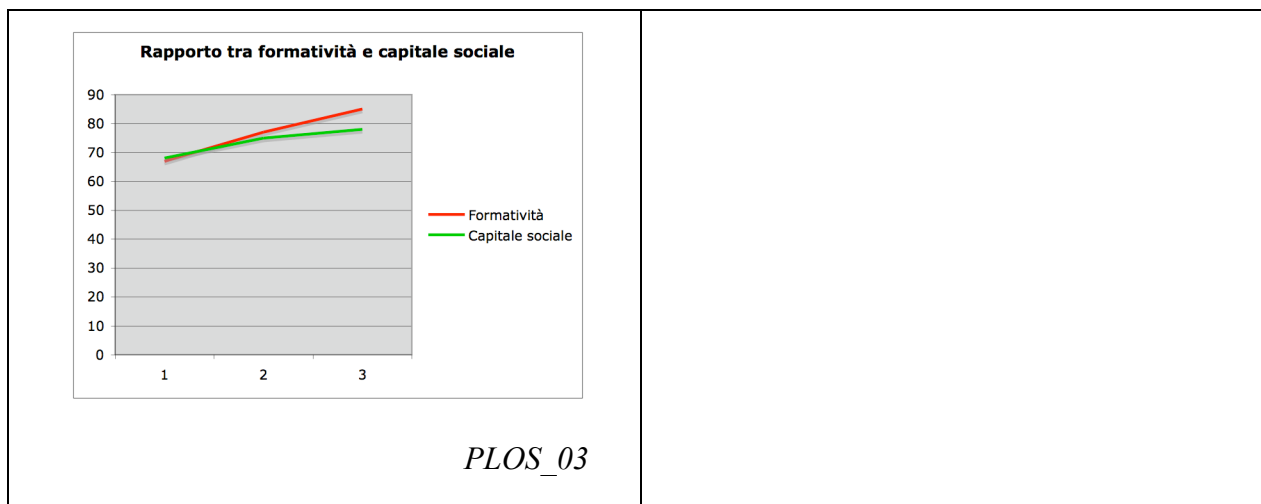 Rapporto tra formatività e capitale sociale
90
80
70
60
50
40
30
20
10
0
1 2 3
Formatività
Capitale sociale
PLOS_03